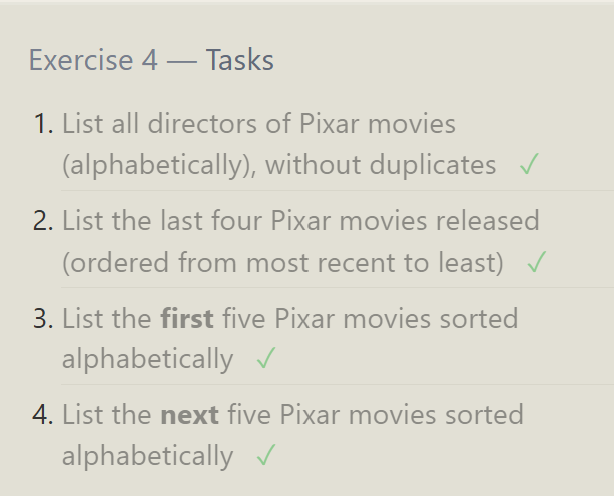 Exercise 4 — Tasks
1. List all directors of Pixar movies
(alphabetically), without duplicates ✓
2. List the last four Pixar movies released
(ordered from most recent to least) ✓
3. List the first five Pixar movies sorted
alphabetically ✓
4. List the next five Pixar movies sorted
alphabetically ✓